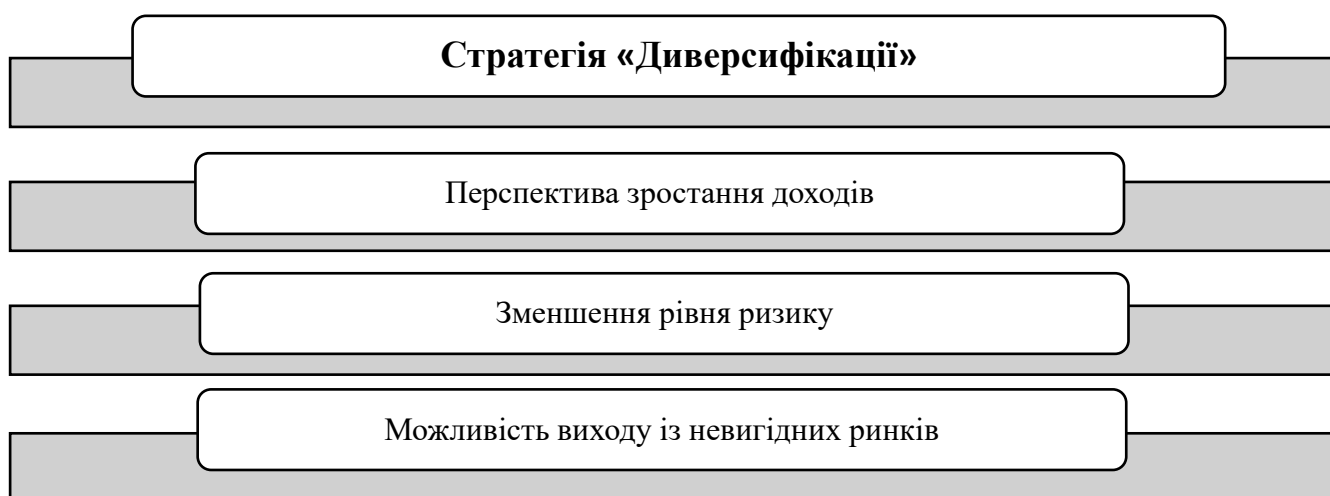 Стратегія «Диверсифікації»
Перспектива зростання доходів
Зменшення рівня ризику
Можливість виходу із невигідних ринків